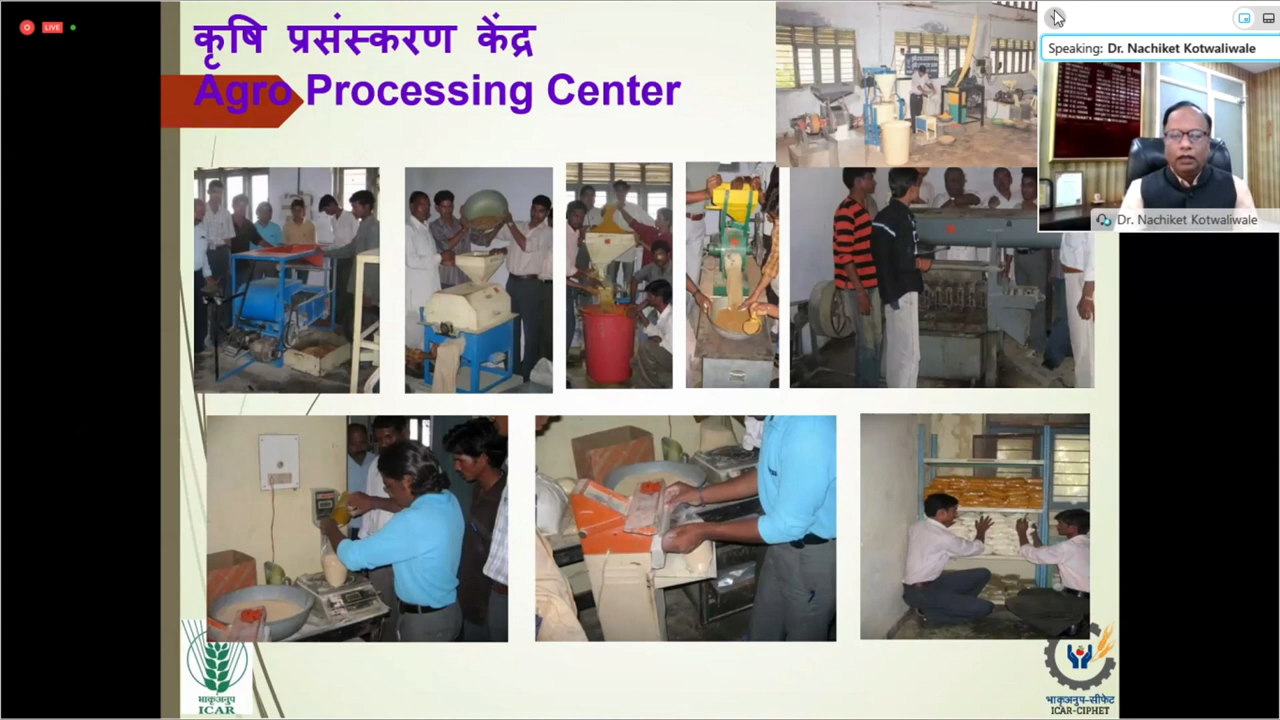 LIVE
कृषि प्रसंस्करण केंद्र
Agro Processing Center
Speaking: Dr. Nachiket Kotwaliwale
Dr. Nachiket Kotwaliwale
भाकृअनुप
ICAR
भाकृअनुप-सीफेट
ICAR-CIPHET